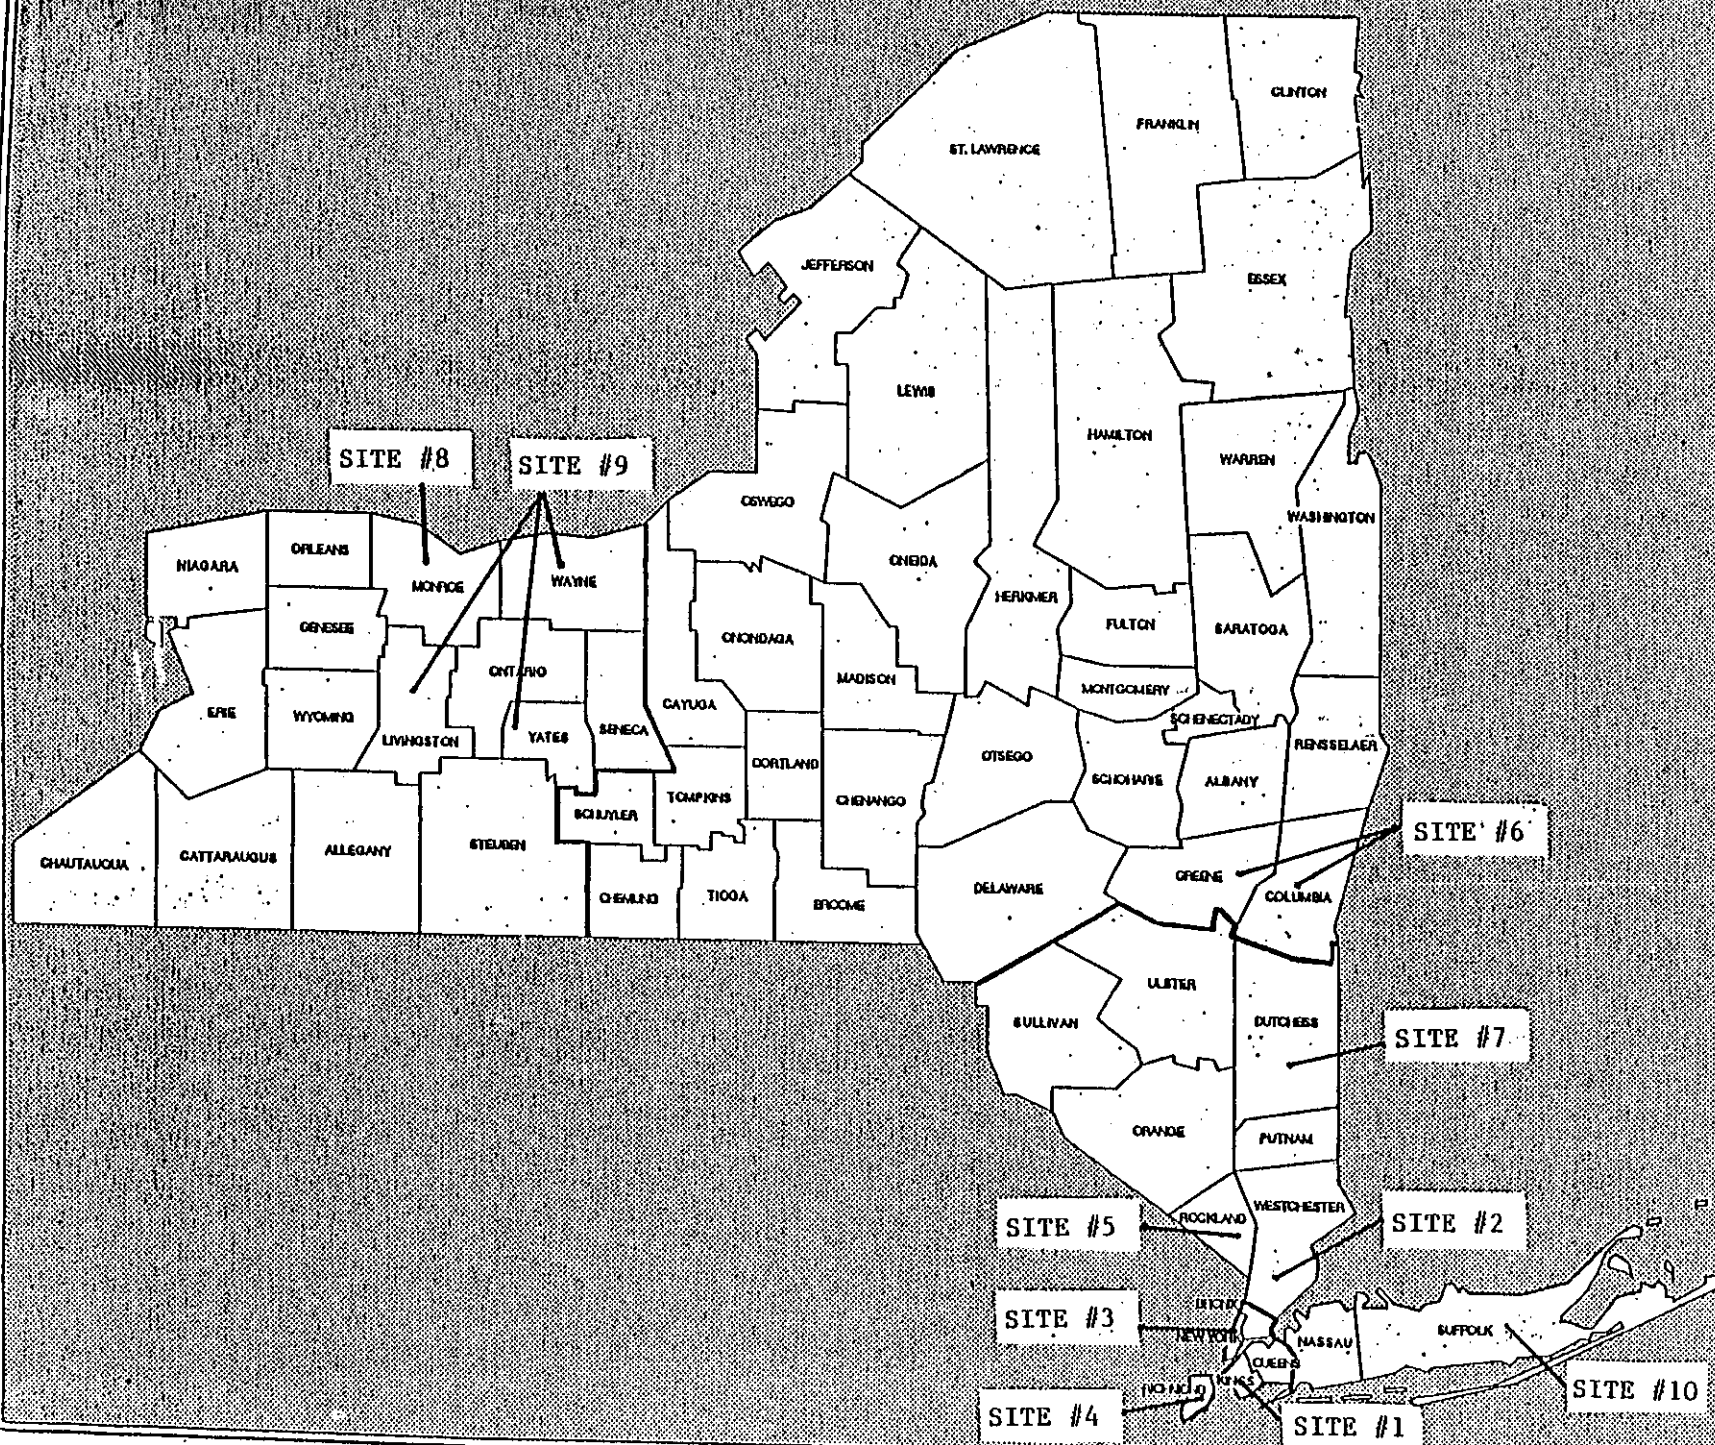 CLINTON
FRANKLIN
ST. LAWRENCE
JEFFERSON
ESSEX
LEWIS
HAMILTON
WARREN
SITE #8
SITE #9
OSWEGO
WASHINGTON
ORLEANS
NIAGARA
MONROE
WAYNE
ONEIDA
HERKIMER
GENESEE
FULTON
SARATOGA
ONONDAGA
ONTARIO
MADISON
MONTGOMERY
CAYUGA
ERIE
WYOMING
SCHENECTADY
LIVINGSTON
YATES
SENECA
RENSSELAER
OTSEGO
CORTLAND
SCHOHARIE
ALBANY
TOMPKINS
CHENANGO
SCHUYLER
SITE #6
STEUBEN
ALLEGANY
CATTARAUGUS
CHAUTAUQUA
GREENE
DELAWARE
COLUMBIA
CHEMUNG
TIOGA
BROOME
ULSTER
SULLIVAN
DUTCHESS
SITE #7
ORANGE
PUTNAM
WESTCHESTER
ROCKLAND
SITE #5
SITE #2
BRONX
SITE #3
NEW YORK
NASSAU
SUFFOLK
QUEENS
KINGS
RICHMOND
SITE #10
SITE #4
SITE #1